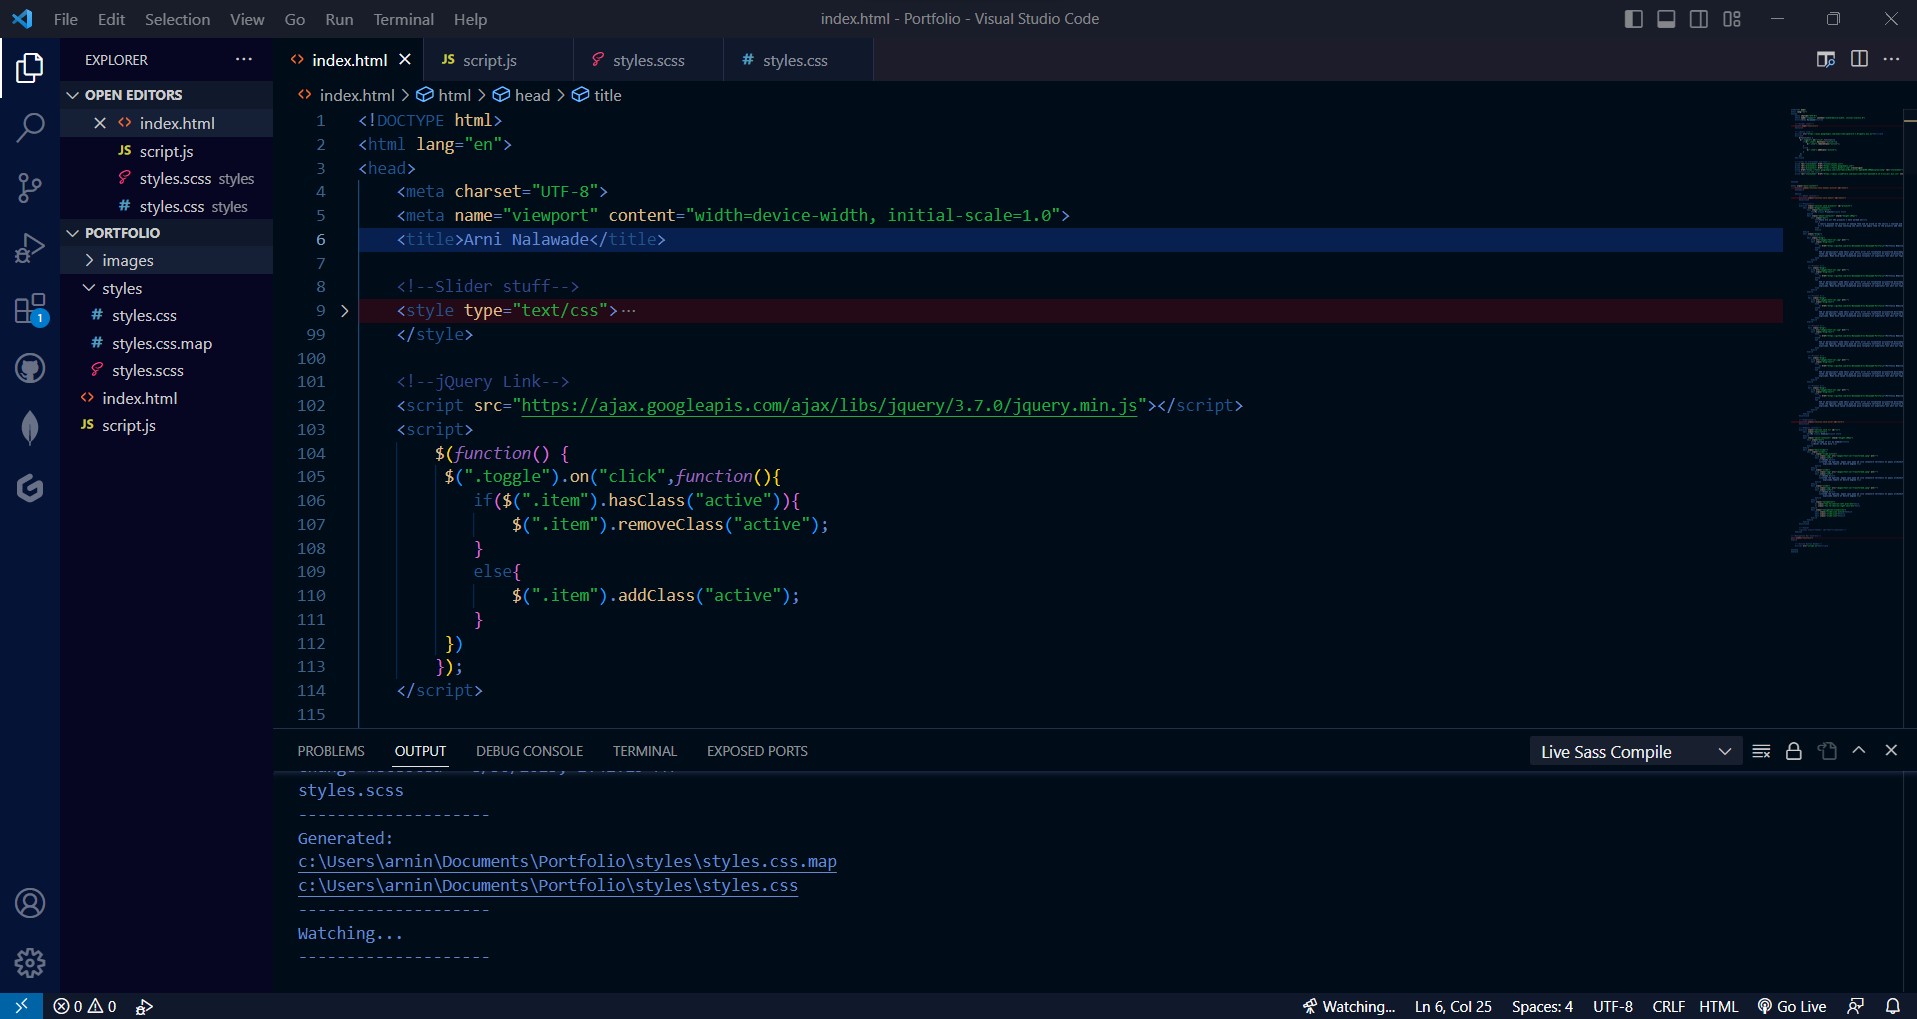 File Edit Selection View Go Run Terminal Help
index.html - Portfolio - Visual Studio Code
EXPLORER
OPEN EDITORS
index.html
JS script.js
styles.scss styles
# styles.css styles
PORTFOLIO
images
styles
# styles.css
# styles.css.map
styles.scss
<> index.html
JS script.js
1
<> index.html
JS script.js
styles.scss
# styles.css
<> index.html > html > head > title
1 <!DOCTYPE html>
2 <html lang="en">
3 <head>
4 <meta charset="UTF-8">
5 <meta name="viewport" content="width=device-width, initial-scale=1.0">
6 <title>Arni Nalawade</title>
7
8 <!--Slider stuff-->
9 <style type="text/css">···
99 </style>
100
101 <!--jQuery Link-->
102 <script src="https://ajax.googleapis.com/ajax/libs/jquery/3.7.0/jquery.min.js"></script>
103 <script>
104 $(function() {
105 $(".toggle").on("click",function(){
106 if($(".item").hasClass("active")){
107 $(".item").removeClass("active");
108 }
109 else{
110 $(".item").addClass("active");
111 }
112 })
113 });
114 </script>
115
PROBLEMS OUTPUT DEBUG CONSOLE TERMINAL EXPOSED PORTS
Live Sass Compile
styles.scss
--------------------
Generated:
c:\Users\arnin\Documents\Portfolio\styles\styles.css.map
c:\Users\arnin\Documents\Portfolio\styles\styles.css
--------------------
Watching...
--------------------
0 0
Watching... Ln 6, Col 25 Spaces: 4 UTF-8 CRLF HTML Go Live